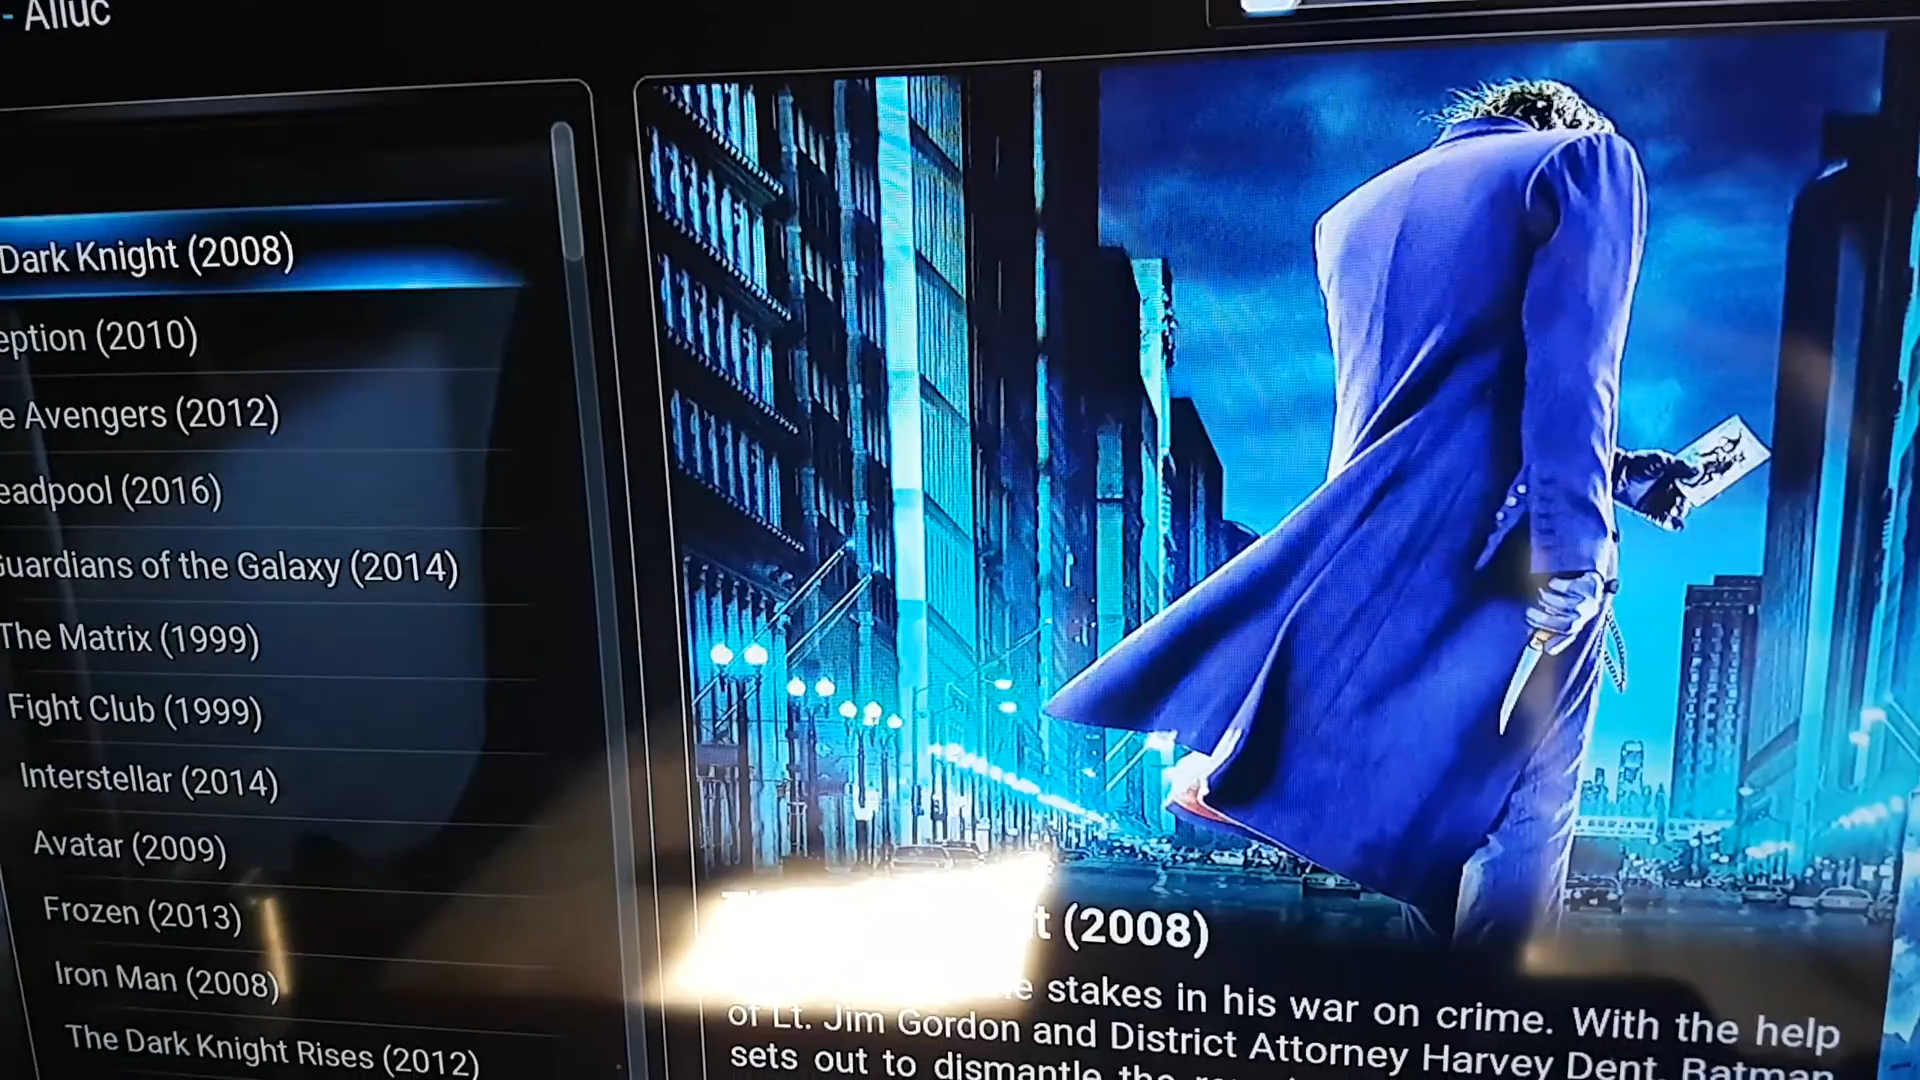 - Alluc
Dark Knight (2008)
eption (2010)
e Avengers (2012)
eadpool (2016)
Guardians of the Galaxy (2014)
The Matrix (1999)
Fight Club (1999)
Interstellar (2014)
Avatar (2009)
Frozen (2013)
Iron Man (2008)
The Dark Knight Rises (2012)
t (2008)
e stakes in his war on crime. With the help
of Lt. Jim Gordon and District Attorney Harvey Dent, Batman
sets out to dismantle the